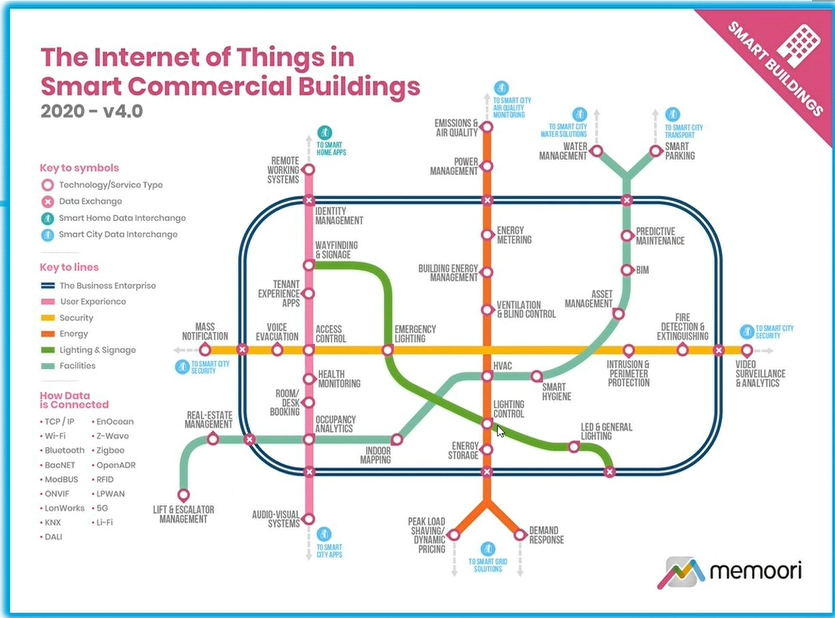 The Internet of Things in
Smart Commercial Buildings
2020 - v4.0
SMART BUILDINGS
Key to symbols
Technology/Service Type
Data Exchange
Smart Home Data Interchange
Smart City Data Interchange
Key to lines
The Business Enterprise
User Experience
Security
Energy
Lighting & Signage
Facilities
How Data
is Connected
• TCP / IP
• Wi-Fi
• Bluetooth
• BacNET
• ModBUS
• ONVIF
• LonWorks
• KNX
• DALI
• EnOcean
• Z-Wave
• Zigbee
• OpenADR
• RFID
• LPWAN
• 5G
• Li-Fi
TO SMART
HOME APPS
REMOTE
WORKING
SYSTEMS
IDENTITY
MANAGEMENT
WAYFINDING
& SIGNAGE
TENANT
EXPERIENCE
APPS
MASS
NOTIFICATION
TO SMART CITY
SECURITY
VOICE
EVACUATION
ACCESS
CONTROL
EMERGENCY
LIGHTING
HEALTH
MONITORING
ROOM/
DESK
BOOKING
REAL-ESTATE
MANAGEMENT
OCCUPANCY
ANALYTICS
INDOOR
MAPPING
LIFT & ESCALATOR
MANAGEMENT
AUDIO-VISUAL
SYSTEMS
TO SMART
CITY APPS
TO SMART CITY
AIR QUALITY
MONITORING
EMISSIONS &
AIR QUALITY
POWER
MANAGEMENT
ENERGY
METERING
BUILDING ENERGY
MANAGEMENT
VENTILATION
& BLIND CONTROL
HVAC
SMART
HYGIENE
LIGHTING
CONTROL
LED & GENERAL
LIGHTING
ENERGY
STORAGE
PEAK LOAD
SHAVING/
DYNAMIC
PRICING
TO SMART GRID
SOLUTIONS
DEMAND
RESPONSE
TO SMART CITY
WATER SOLUTIONS
TO SMART CITY
TRANSPORT
WATER
MANAGEMENT
SMART
PARKING
PREDICTIVE
MAINTENANCE
BIM
ASSET
MANAGEMENT
FIRE
DETECTION &
EXTINGUISHING
TO SMART CITY
SECURITY
INTRUSION &
PERIMETER
PROTECTION
VIDEO
SURVEILLANCE
& ANALYTICS
memoori